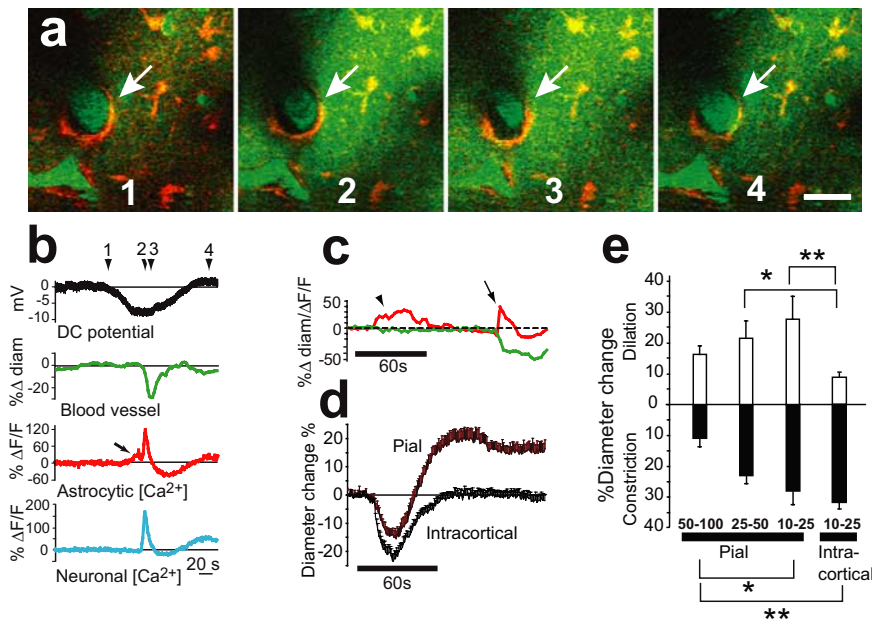 a
1 2 3 4
b
1 2 3 4
mV
0
-5
-10
DC potential
%Δ diam
0
-20
Blood vessel
% ΔF/F
120
60
0
-60
Astrocytic [Ca²⁺]
% ΔF/F
200
100
0
Neuronal [Ca²⁺]
20 s
c
%Δ diam/ΔF/F
50
0
-50
60s
d
Diameter change %
20
10
0
-10
-20
Pial
Intracortical
60s
e
%Diameter change
Dilation
Constriction
40
30
20
10
0
10
20
30
40
* **
50-100 25-50 10-25 10-25
Pial Intra-
cortical
*
**